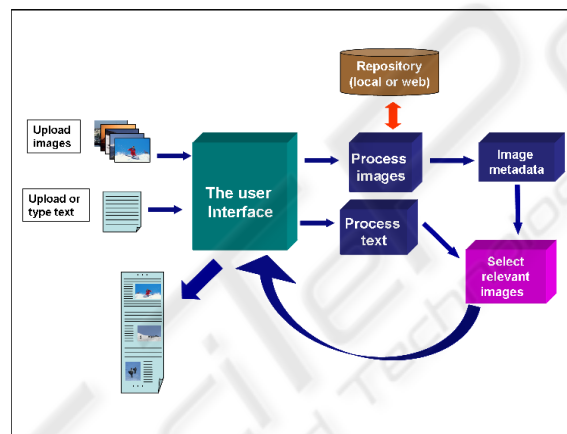 Repository
(local or web)
Upload
images
Process
images
Image
metadata
Upload or
type text
The user
Interface
Process
text
Select
relevant
images